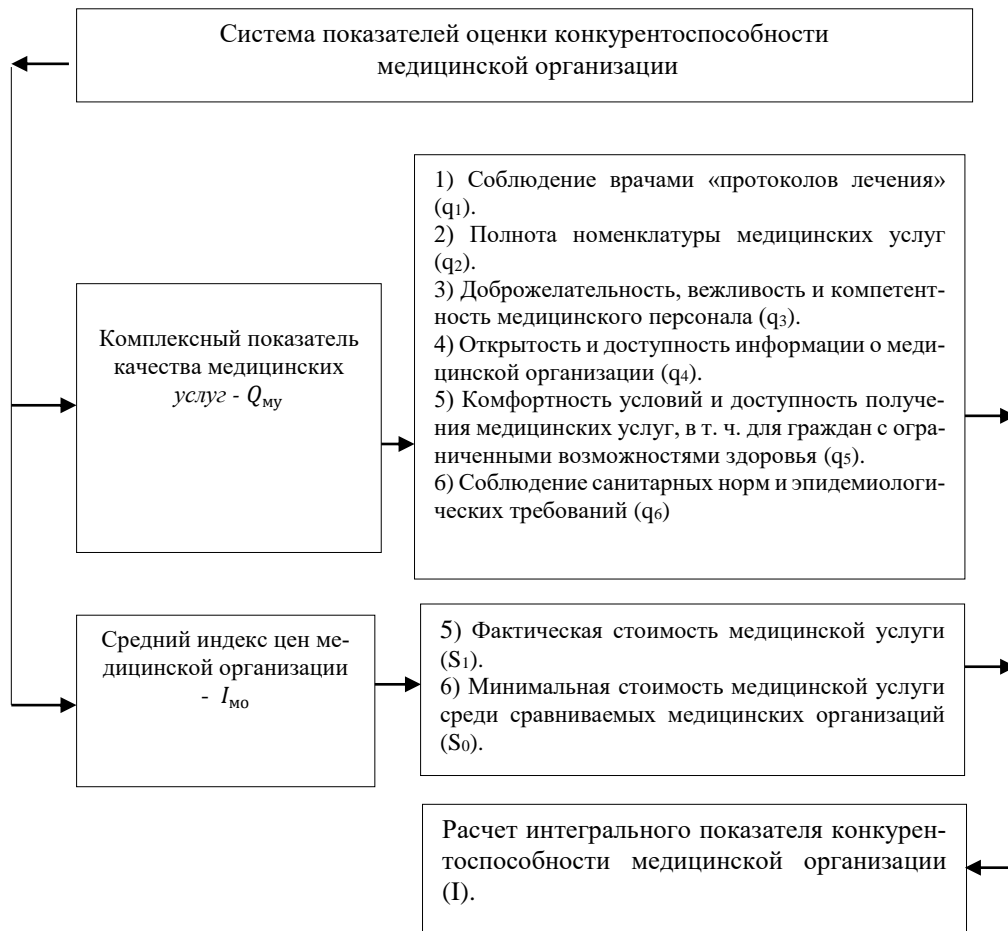 Система показателей оценки конкурентоспособности
медицинской организации
Комплексный показатель
качества медицинских
услуг - Qму
1) Соблюдение врачами «протоколов лечения»
(q1).
2) Полнота номенклатуры медицинских услуг
(q2).
3) Доброжелательность, вежливость и компетент-
ность медицинского персонала (q3).
4) Открытость и доступность информации о меди-
цинской организации (q4).
5) Комфортность условий и доступность получе-
ния медицинских услуг, в т. ч. для граждан с огра-
ниченными возможностями здоровья (q5).
6) Соблюдение санитарных норм и эпидемиологи-
ческих требований (q6)
Средний индекс цен ме-
дицинской организации
- Iмо
5) Фактическая стоимость медицинской услуги
(S1).
6) Минимальная стоимость медицинской услуги
среди сравниваемых медицинских организаций
(S0).
Расчет интегрального показателя конкурен-
тоспособности медицинской организации
(I).